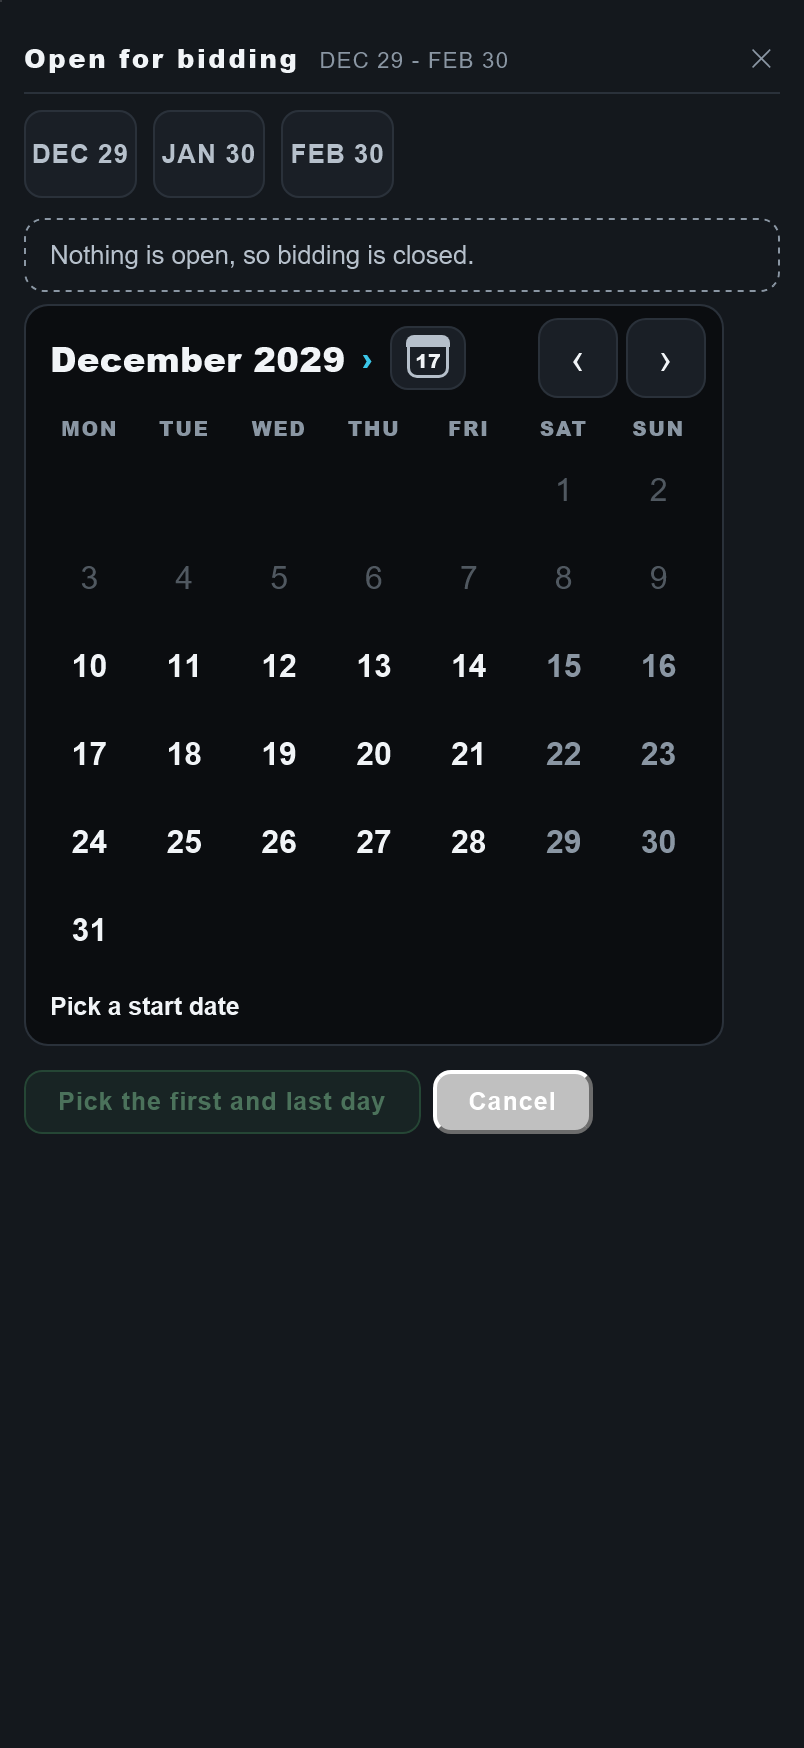 Open for bidding DEC 29 - FEB 30
DEC 29 JAN 30 FEB 30
Nothing is open, so bidding is closed.
December 2029 › 17 ‹ ›
MON TUE WED THU FRI SAT SUN
1 2
3 4 5 6 7 8 9
10 11 12 13 14 15 16
17 18 19 20 21 22 23
24 25 26 27 28 29 30
31
Pick a start date
Pick the first and last day Cancel